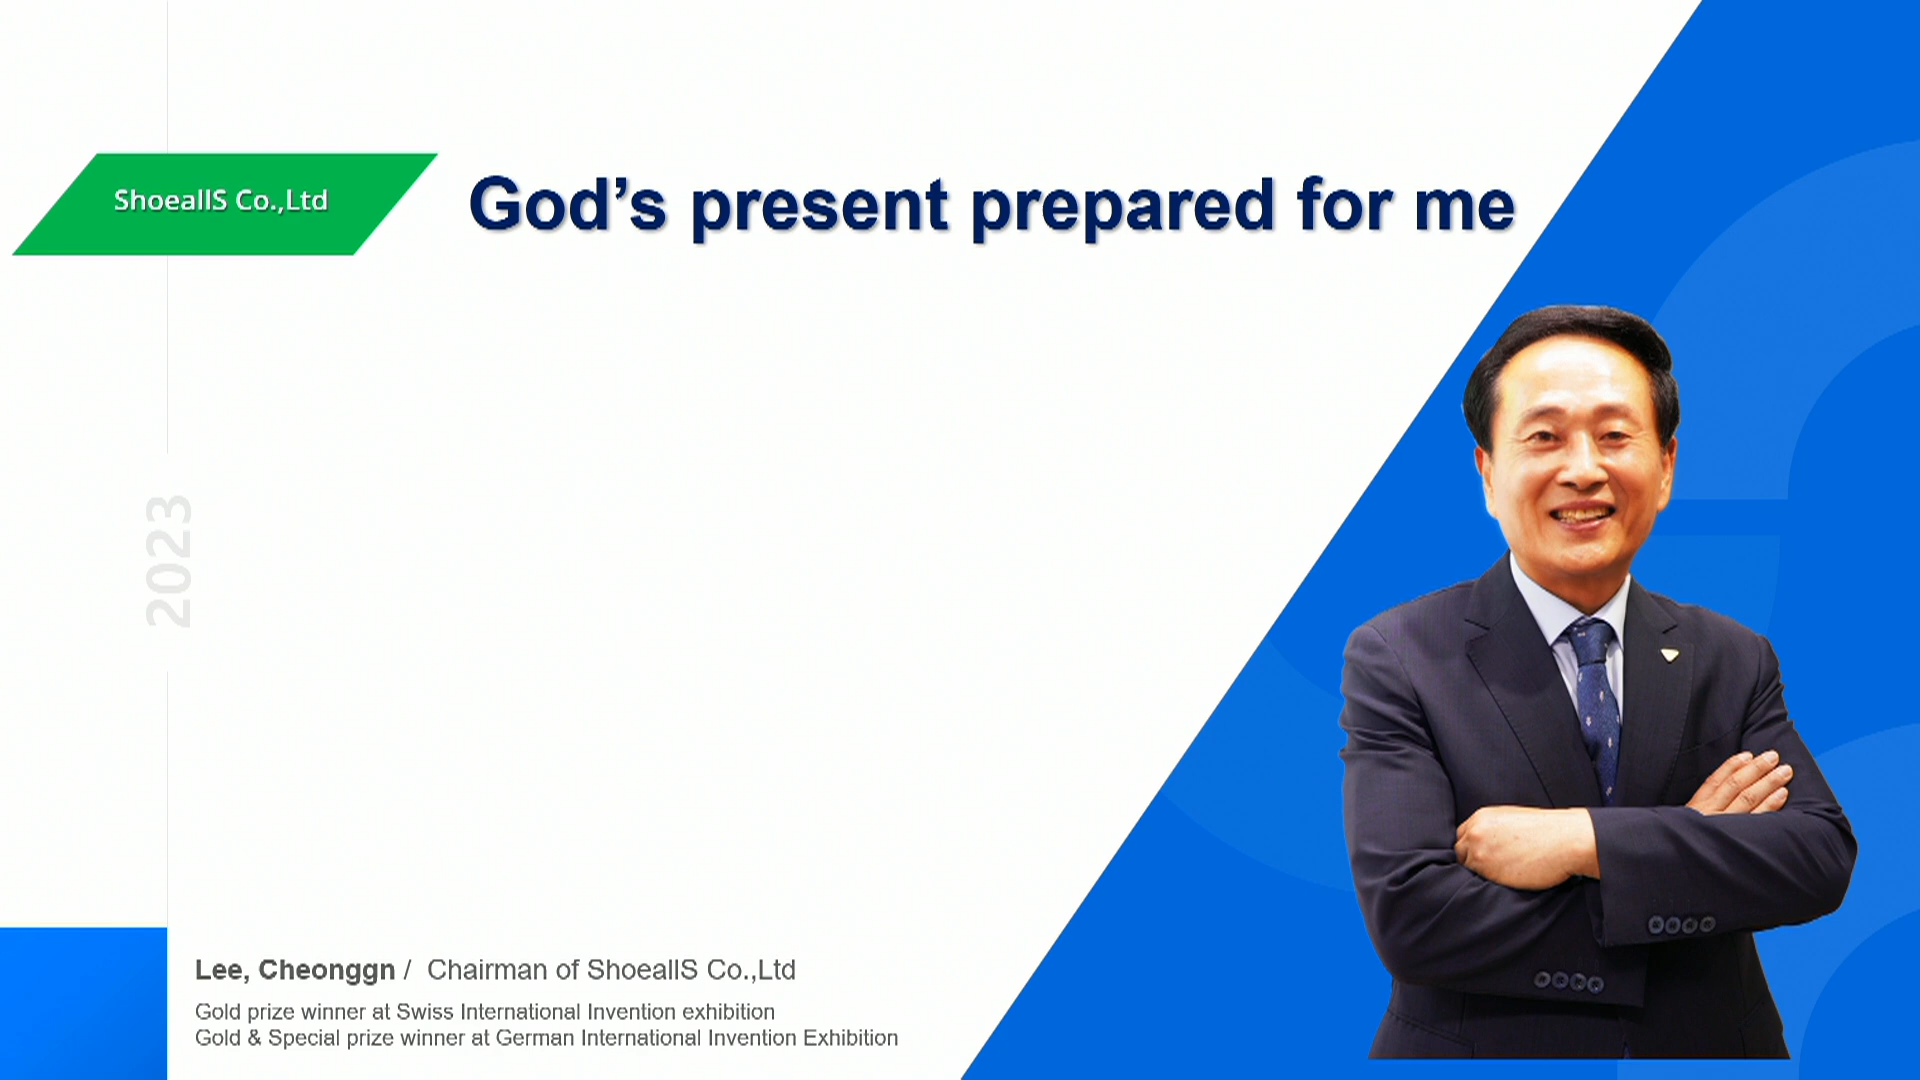 ShoeallS Co.,Ltd
God’s present prepared for me
2023
Lee, Cheonggn / Chairman of ShoeallS Co.,Ltd
Gold prize winner at Swiss International Invention exhibition
Gold & Special prize winner at German International Invention Exhibition